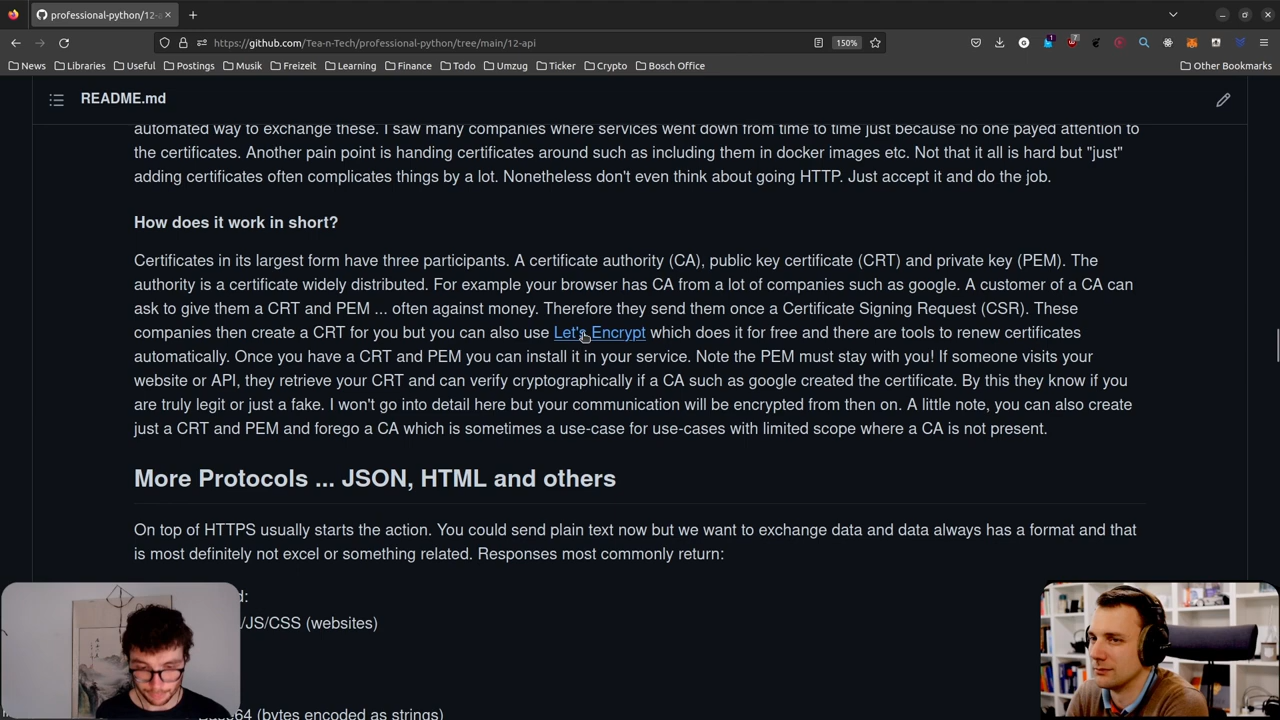 professional-python/12-a
https://github.com/Tea-n-Tech/professional-python/tree/main/12-api
150%
News
Libraries
Useful
Postings
Musik
Freizeit
Learning
Finance
Todo
Umzug
Ticker
Crypto
Bosch Office
Other Bookmarks
README.md
automated way to exchange these. I saw many companies where services went down from time to time just because no one payed attention to
the certificates. Another pain point is handing certificates around such as including them in docker images etc. Not that it all is hard but "just"
adding certificates often complicates things by a lot. Nonetheless don't even think about going HTTP. Just accept it and do the job.
How does it work in short?
Certificates in its largest form have three participants. A certificate authority (CA), public key certificate (CRT) and private key (PEM). The
authority is a certificate widely distributed. For example your browser has CA from a lot of companies such as google. A customer of a CA can
ask to give them a CRT and PEM ... often against money. Therefore they send them once a Certificate Signing Request (CSR). These
companies then create a CRT for you but you can also use Let's Encrypt which does it for free and there are tools to renew certificates
automatically. Once you have a CRT and PEM you can install it in your service. Note the PEM must stay with you! If someone visits your
website or API, they retrieve your CRT and can verify cryptographically if a CA such as google created the certificate. By this they know if you
are truly legit or just a fake. I won't go into detail here but your communication will be encrypted from then on. A little note, you can also create
just a CRT and PEM and forego a CA which is sometimes a use-case for use-cases with limited scope where a CA is not present.
More Protocols ... JSON, HTML and others
On top of HTTPS usually starts the action. You could send plain text now but we want to exchange data and data always has a format and that
is most definitely not excel or something related. Responses most commonly return:
d:
/JS/CSS (websites)
64 (bytes encoded as strings)